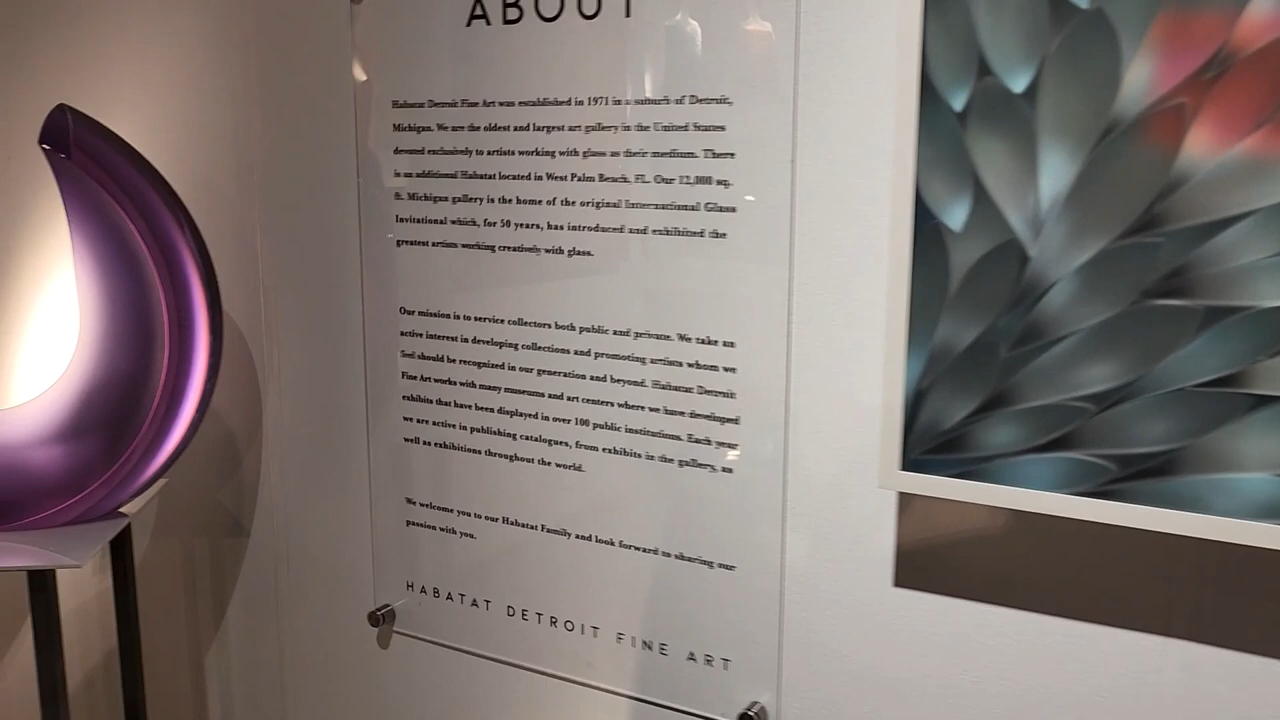 ABOUT
Habatat Detroit Fine Art was established in 1971 in a suburb of Detroit,
Michigan. We are the oldest and largest art gallery in the United States
devoted exclusively to artists working with glass as their medium. There
is an additional Habatat located in West Palm Beach, FL. Our 12,000 sq.
ft. Michigan gallery is the home of the original International Glass
Invitational which, for 50 years, has introduced and exhibited the
greatest artists working creatively with glass.
Our mission is to service collectors both public and private. We take an
active interest in developing collections and promoting artists whom we
feel should be recognized in our generation and beyond. Habatat Detroit
Fine Art works with many museums and art centers where we have developed
exhibits that have been displayed in over 100 public institutions. Each year
we are active in publishing catalogues, from exhibits in the gallery, as
well as exhibitions throughout the world.
We welcome you to our Habatat Family and look forward to sharing our
passion with you.
HABATAT DETROIT FINE ART